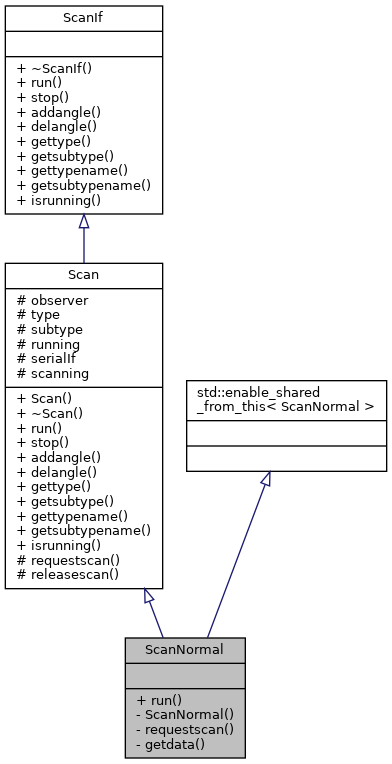 ScanIf
+ ~ScanIf()
+ run()
+ stop()
+ addangle()
+ delangle()
+ gettype()
+ getsubtype()
+ gettypename()
+ getsubtypename()
+ isrunning()
Scan
# observer
# type
# subtype
# running
# serialIf
# scanning
+ Scan()
+ ~Scan()
+ run()
+ stop()
+ addangle()
+ delangle()
+ gettype()
+ getsubtype()
+ gettypename()
+ getsubtypename()
+ isrunning()
# requestscan()
# releasescan()
std::enable_shared
_from_this< ScanNormal >
ScanNormal
+ run()
- ScanNormal()
- requestscan()
- getdata()